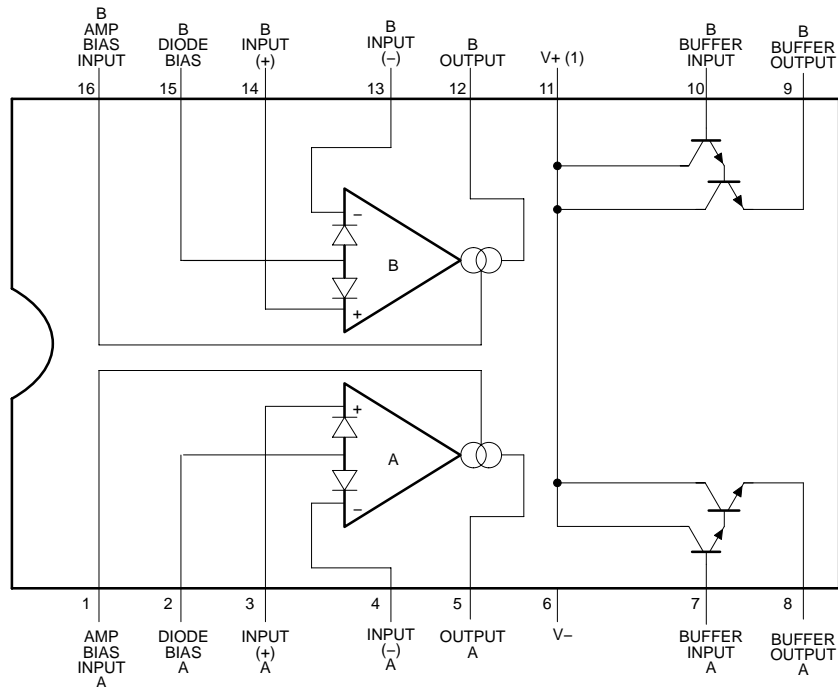 B
AMP
BIAS
INPUT
B
DIODE
BIAS
B
INPUT
(+)
B
INPUT
(–)
B
OUTPUT
V+ (1)
B
BUFFER
INPUT
B
BUFFER
OUTPUT
16
15
14
13
12
11
10
9
–
B
+
+
A
–
1
2
3
4
5
6
7
8
AMP
BIAS
INPUT
A
DIODE
BIAS
A
INPUT
(+)
A
INPUT
(–)
A
OUTPUT
A
V–
BUFFER
INPUT
A
BUFFER
OUTPUT
A